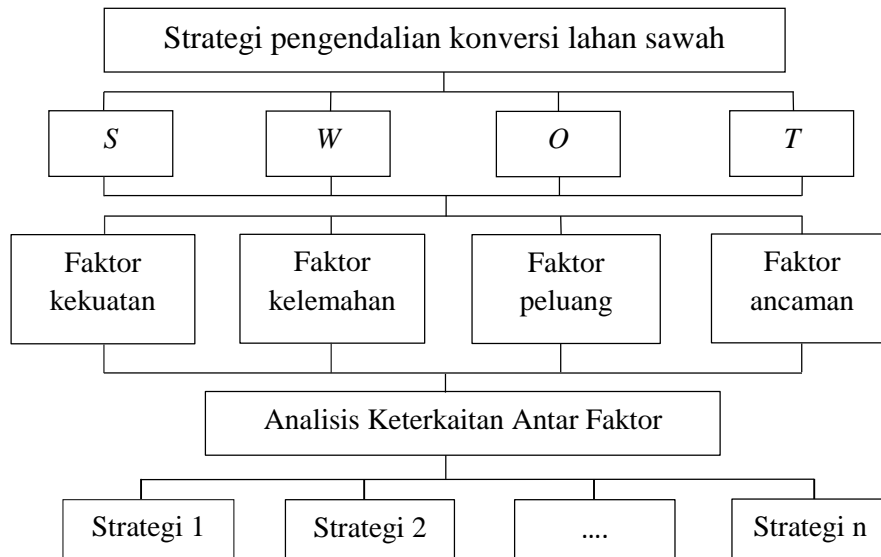 Strategi pengendalian konversi lahan sawah
S
W
O
T
Faktor
kekuatan
Faktor
kelemahan
Faktor
peluang
Faktor
ancaman
Analisis Keterkaitan Antar Faktor
Strategi 1
Strategi 2
....
Strategi n